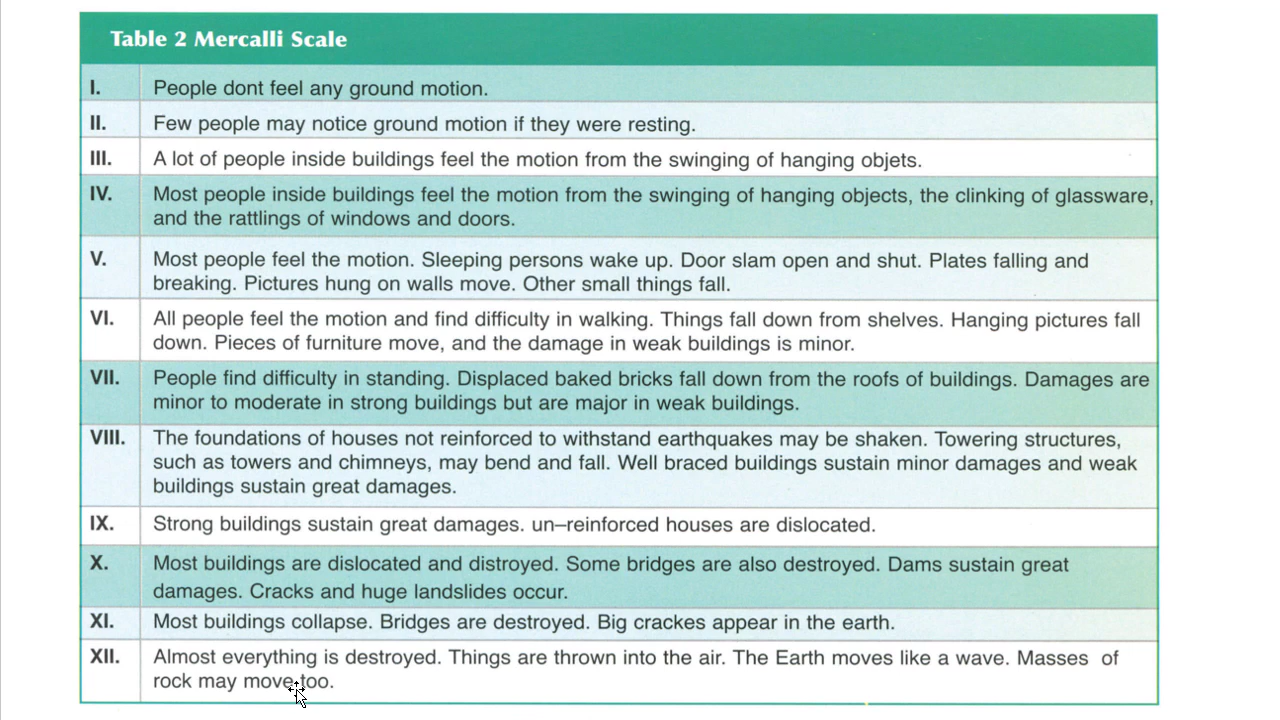 Table 2 Mercalli Scale
I. People dont feel any ground motion.
II. Few people may notice ground motion if they were resting.
III. A lot of people inside buildings feel the motion from the swinging of hanging objets.
IV. Most people inside buildings feel the motion from the swinging of hanging objects, the clinking of glassware,
and the rattlings of windows and doors.
V. Most people feel the motion. Sleeping persons wake up. Door slam open and shut. Plates falling and
breaking. Pictures hung on walls move. Other small things fall.
VI. All people feel the motion and find difficulty in walking. Things fall down from shelves. Hanging pictures fall
down. Pieces of furniture move, and the damage in weak buildings is minor.
VII. People find difficulty in standing. Displaced baked bricks fall down from the roofs of buildings. Damages are
minor to moderate in strong buildings but are major in weak buildings.
VIII. The foundations of houses not reinforced to withstand earthquakes may be shaken. Towering structures,
such as towers and chimneys, may bend and fall. Well braced buildings sustain minor damages and weak
buildings sustain great damages.
IX. Strong buildings sustain great damages. un–reinforced houses are dislocated.
X. Most buildings are dislocated and distroyed. Some bridges are also destroyed. Dams sustain great
damages. Cracks and huge landslides occur.
XI. Most buildings collapse. Bridges are destroyed. Big crackes appear in the earth.
XII. Almost everything is destroyed. Things are thrown into the air. The Earth moves like a wave. Masses of
rock may move too.